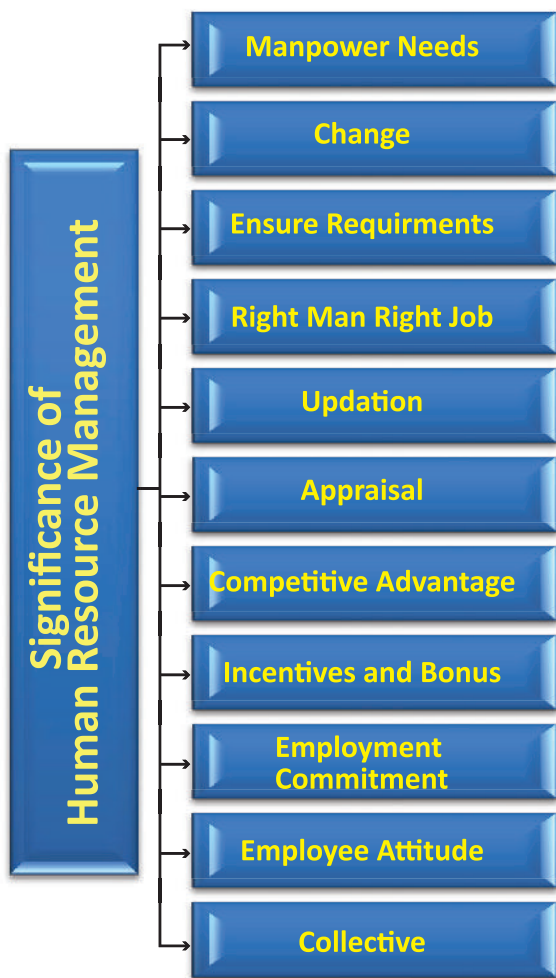 Significance of
Human Resource Management
Manpower Needs
Change
Ensure Requirments
Right Man Right Job
Updation
Appraisal
Competitive Advantage
Incentives and Bonus
Employment
Commitment
Employee Attitude
Collective